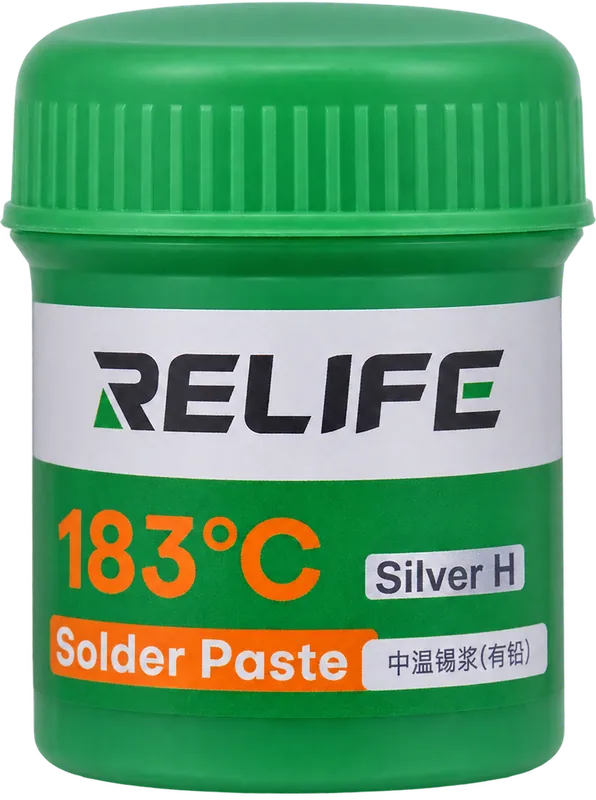 RELIFE
183°C
Silver H
Solder Paste
中温锡浆(有铅)